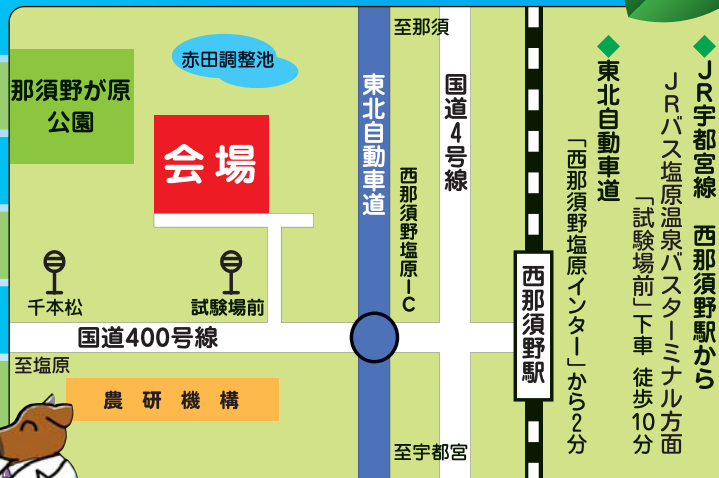 ◆JR宇都宮線　西那須野駅から
JRバス塩原温泉バスターミナル方面
「試験場前」下車 徒歩10分
◆東北自動車道
「西那須野塩原インター」から2分
至那須
赤田調整池
那須野が原
公園
会場
東北自動車道
国道4号線
西那須野塩原IC
千本松
試験場前
西那須野駅
国道400号線
至塩原
農研機構
至宇都宮